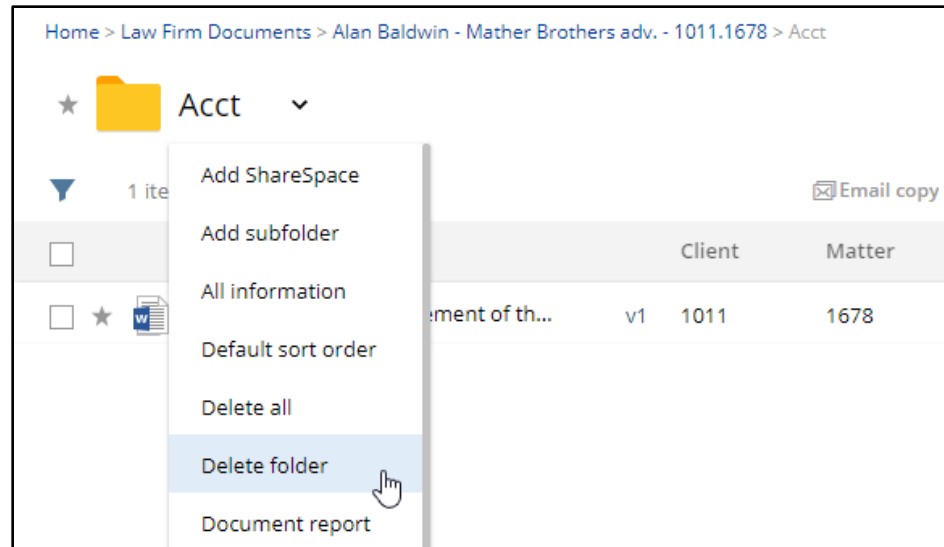 Home > Law Firm Documents > Alan Baldwin - Mather Brothers adv. - 1011.1678 > Acct
Acct
Add ShareSpace
1 ite
Email copy
Add subfolder
Client Matter
All information
ement of th... v1 1011 1678
Default sort order
Delete all
Delete folder
Document report